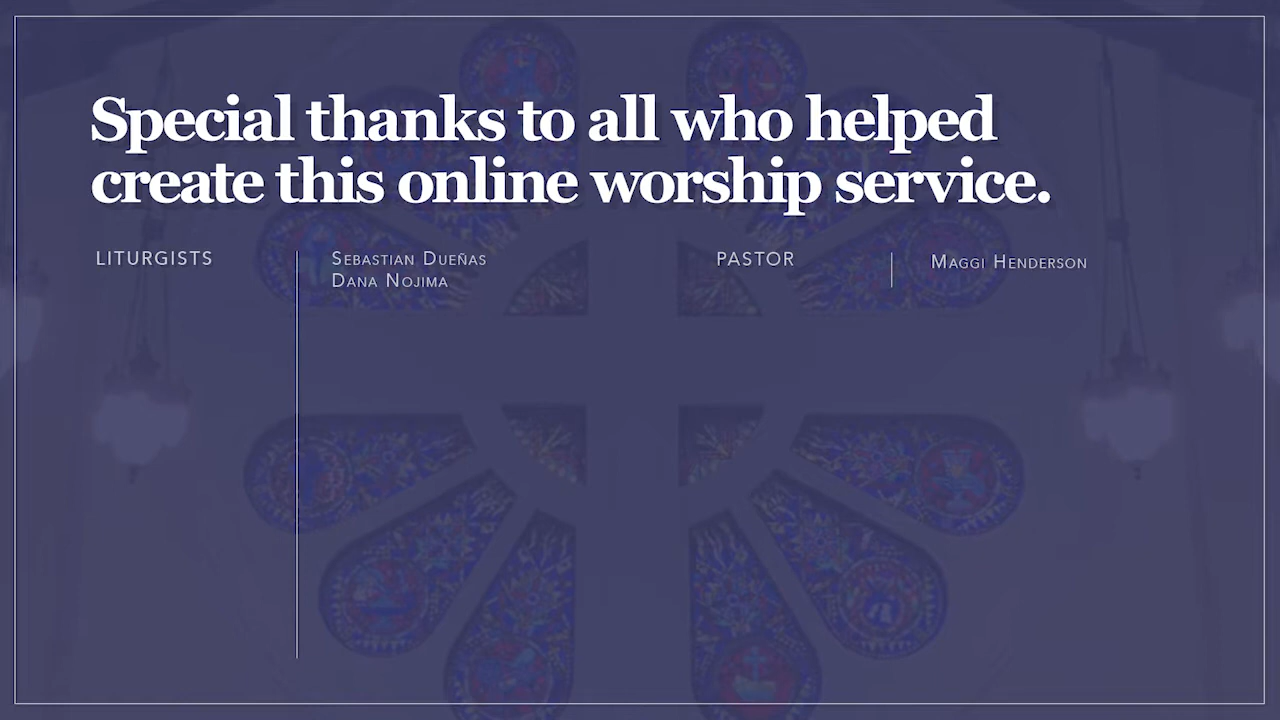 Special thanks to all who helped
create this online worship service.
LITURGISTS
Sebastian Dueñas
Dana Nojima
PASTOR
Maggi Henderson